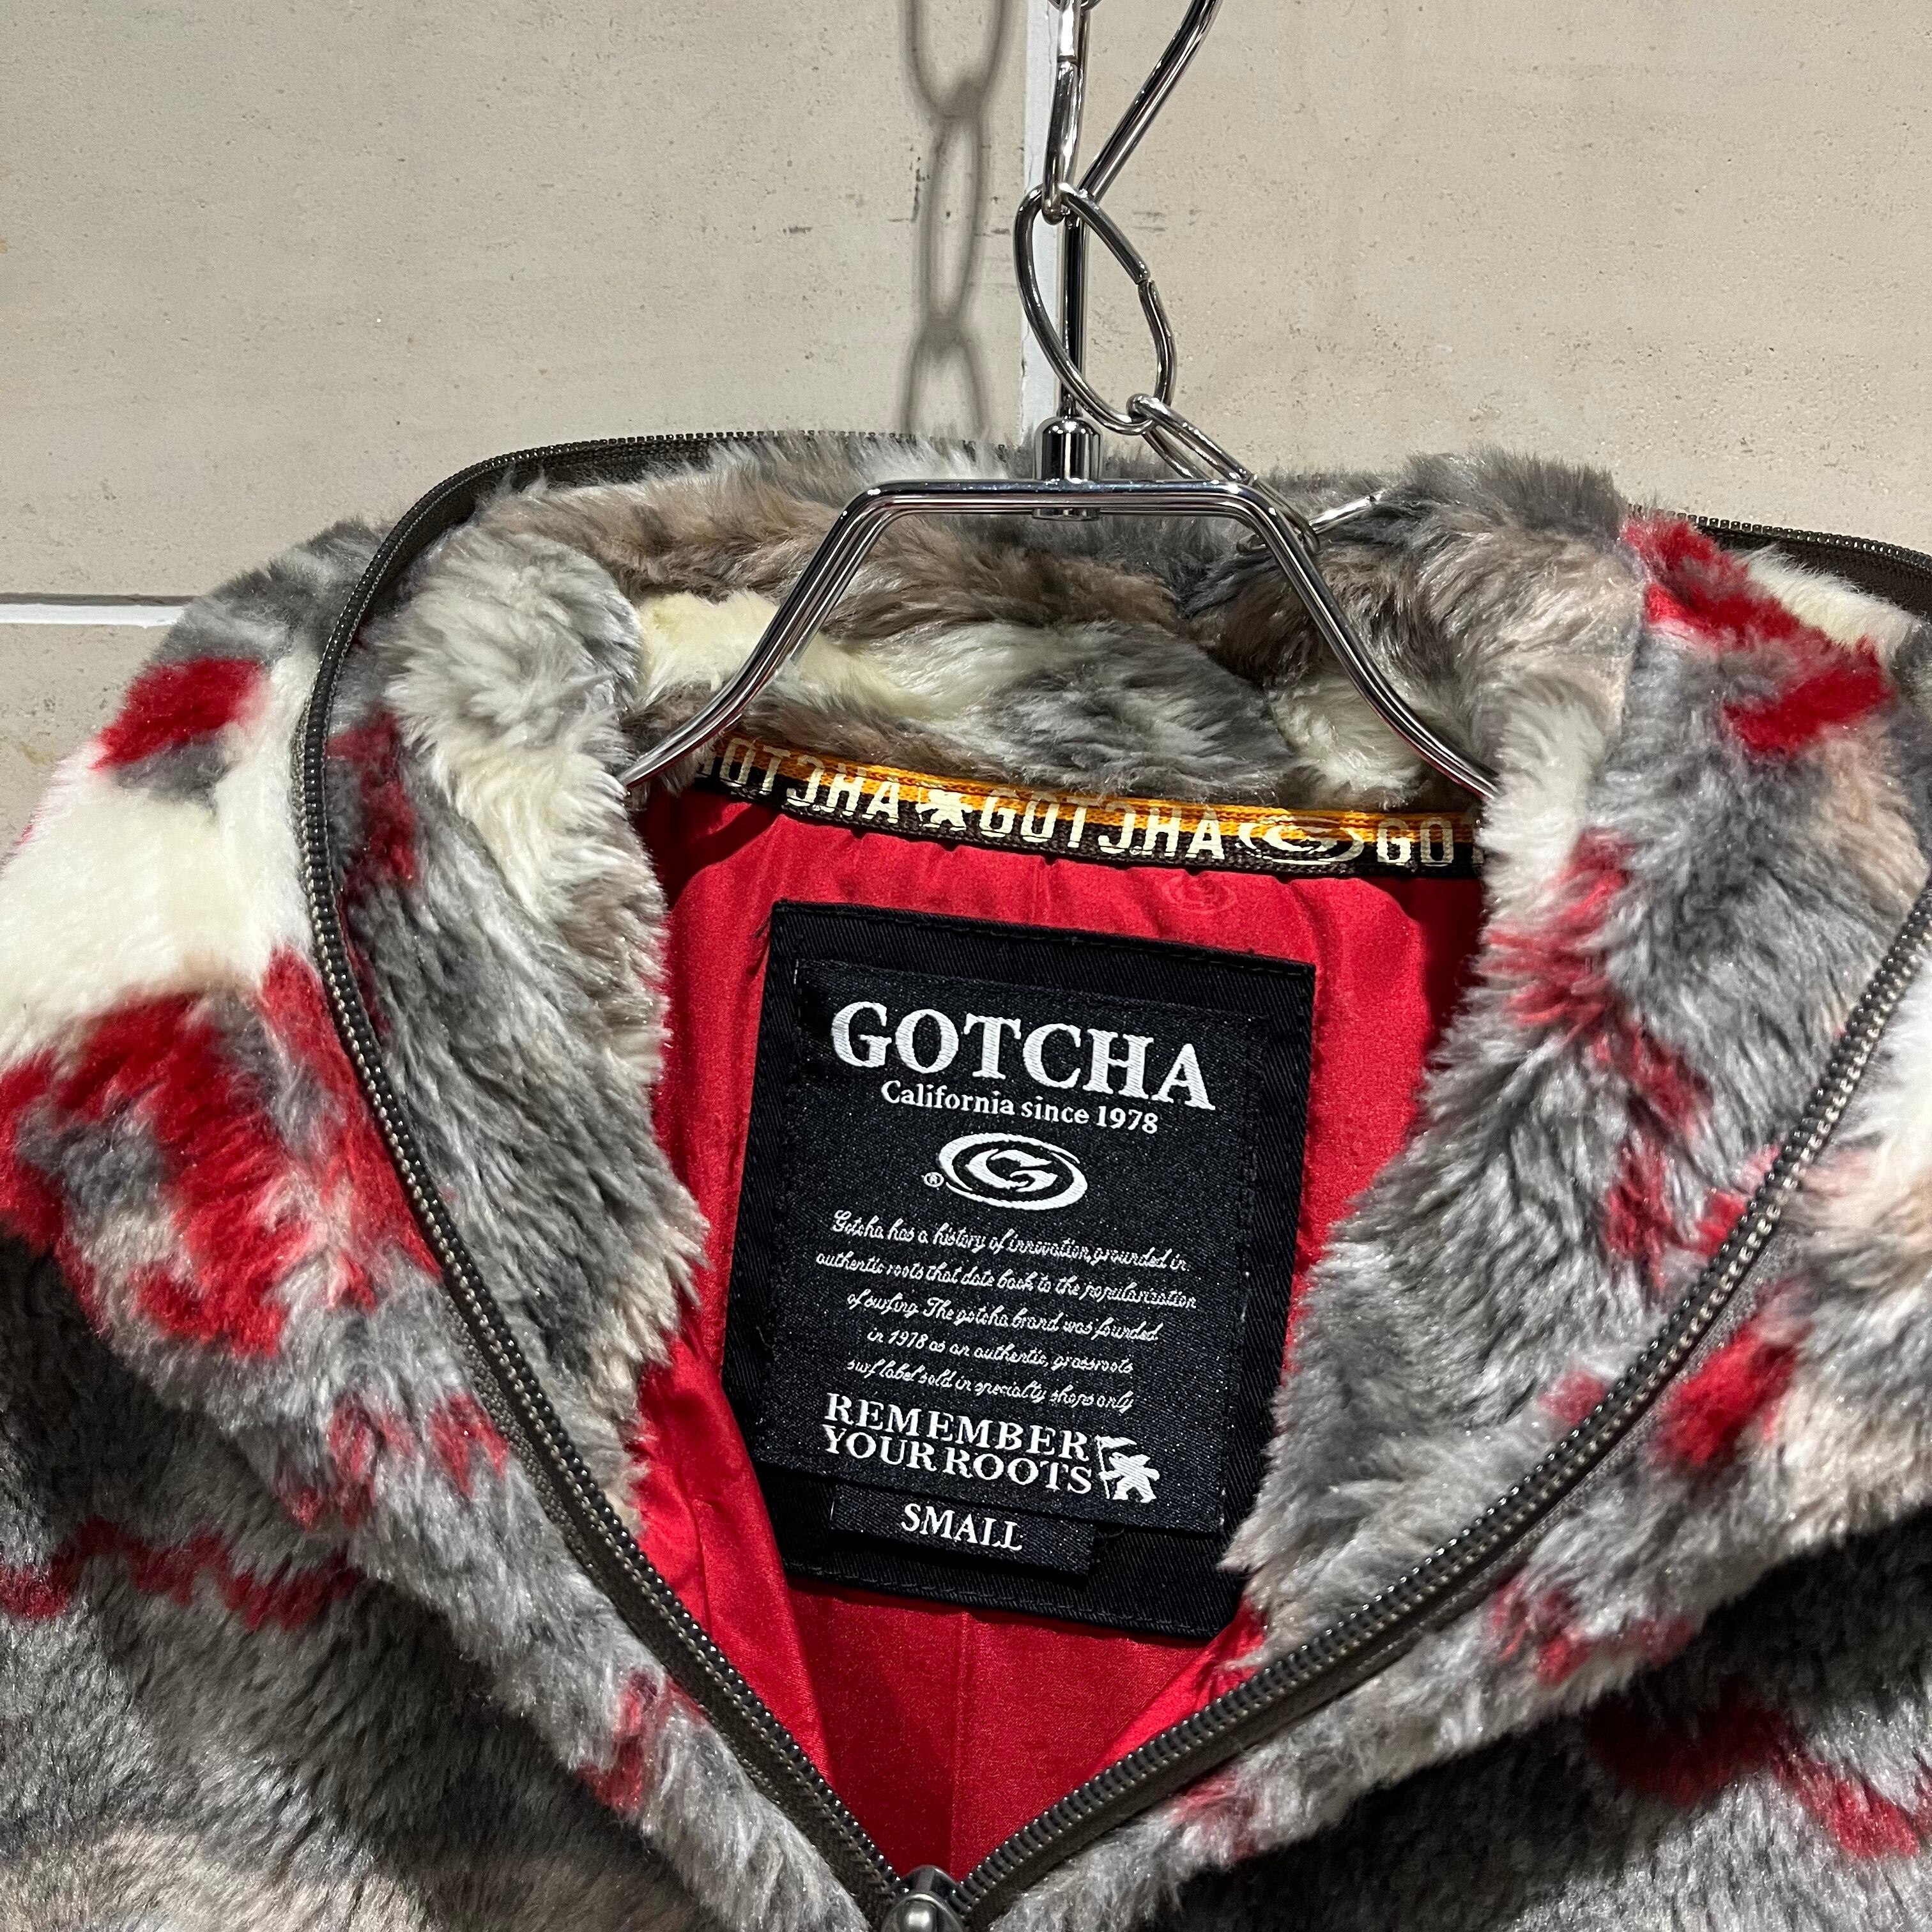 GOTCHA GOTCHA GO
GOTCHA
California since 1978
®
Gotcha has a history of innovation, grounded in
authentic roots that date back to the popularization
of surfing. The gotcha brand was founded
in 1978 as an authentic, grassroots
surf label sold in specialty shops only
REMEMBER
YOUR ROOTS
SMALL